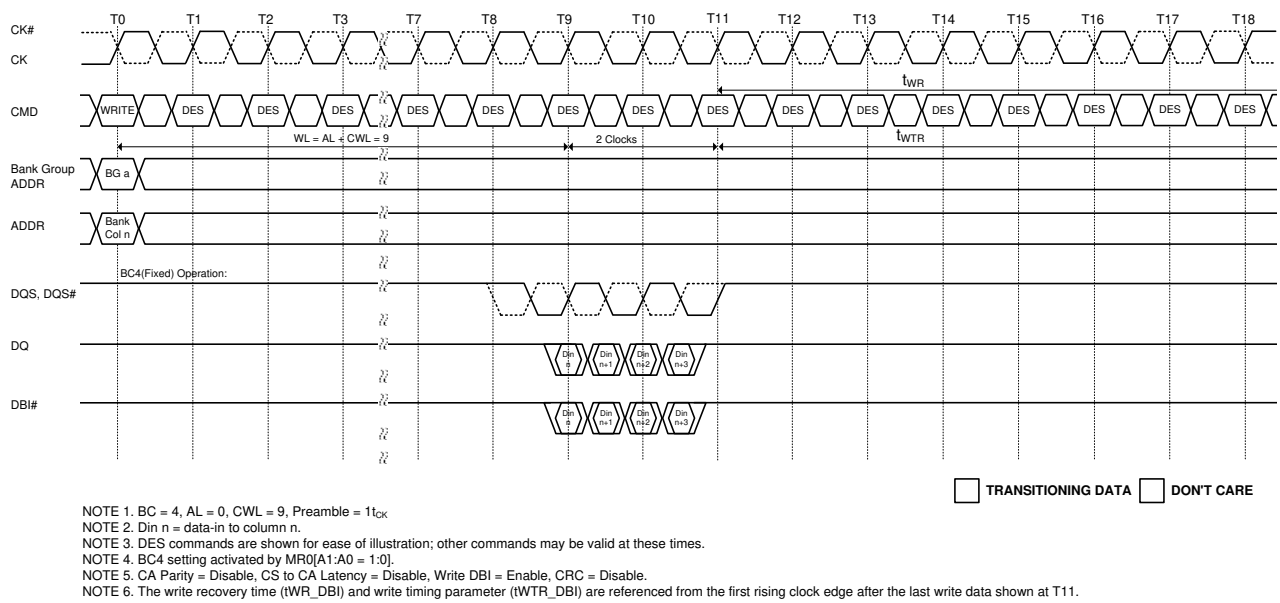 T0 T1 T2 T3 T7 T8 T9 T10 T11 T12 T13 T14 T15 T16 T17 T18
CK#
CK
tWR
CMD WRITE DES DES DES DES DES DES DES DES DES DES DES DES DES DES DES
WL = AL + CWL = 9 2 Clocks tWTR
Bank Group
ADDR
BG a
ADDR
Bank
Col n
BC4(Fixed) Operation:
DQS, DQS#
DQ
Din n Din n+1 Din n+2 Din n+3
DBI#
Din n Din n+1 Din n+2 Din n+3
TRANSITIONING DATA DON'T CARE
NOTE 1. BC = 4, AL = 0, CWL = 9, Preamble = 1tCK
NOTE 2. Din n = data-in to column n.
NOTE 3. DES commands are shown for ease of illustration; other commands may be valid at these times.
NOTE 4. BC4 setting activated by MR0[A1:A0 = 1:0].
NOTE 5. CA Parity = Disable, CS to CA Latency = Disable, Write DBI = Enable, CRC = Disable.
NOTE 6. The write recovery time (tWR_DBI) and write timing parameter (tWTR_DBI) are referenced from the first rising clock edge after the last write data shown at T11.